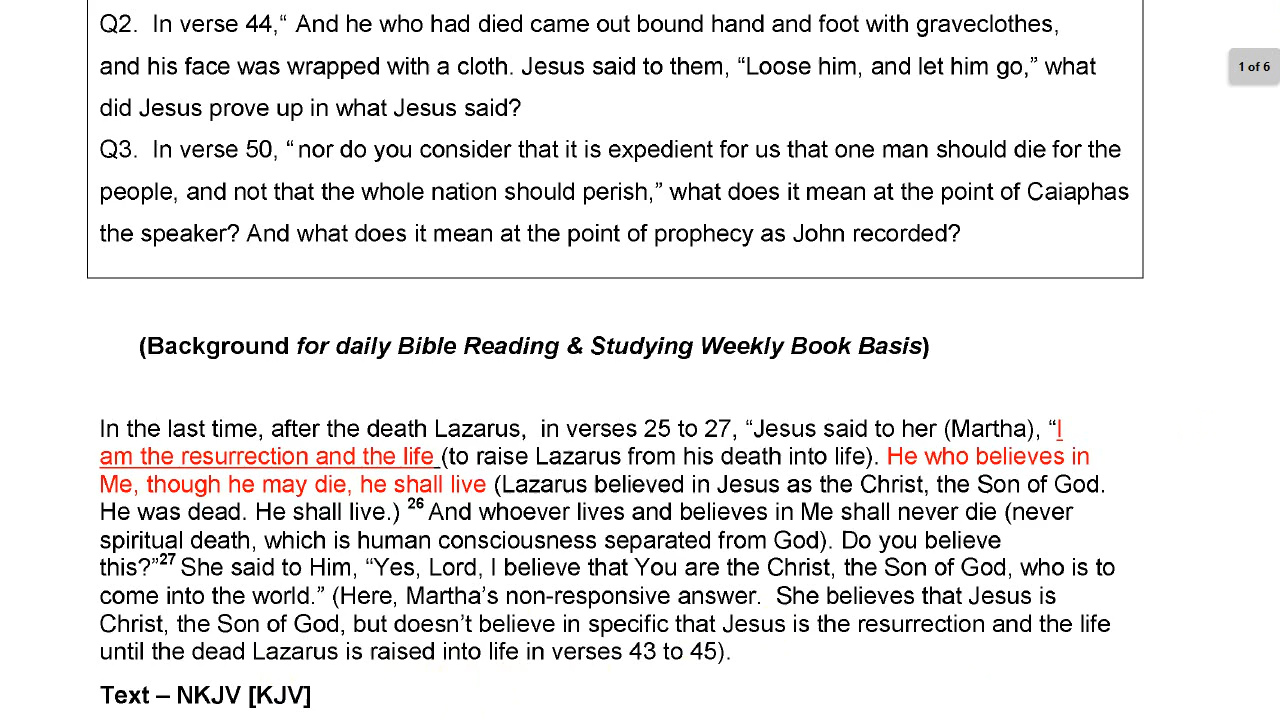 Q2.  In verse 44,“ And he who had died came out bound hand and foot with graveclothes,
and his face was wrapped with a cloth. Jesus said to them, “Loose him, and let him go,” what
did Jesus prove up in what Jesus said?
Q3.  In verse 50, “nor do you consider that it is expedient for us that one man should die for the
people, and not that the whole nation should perish,” what does it mean at the point of Caiaphas
the speaker? And what does it mean at the point of prophecy as John recorded?
1 of 6
(Background for daily Bible Reading & Studying Weekly Book Basis)
In the last time, after the death Lazarus,  in verses 25 to 27, “Jesus said to her (Martha), “I
am the resurrection and the life (to raise Lazarus from his death into life). He who believes in
Me, though he may die, he shall live (Lazarus believed in Jesus as the Christ, the Son of God.
He was dead. He shall live.) 26 And whoever lives and believes in Me shall never die (never
spiritual death, which is human consciousness separated from God). Do you believe
this?”27 She said to Him, “Yes, Lord, I believe that You are the Christ, the Son of God, who is to
come into the world.” (Here, Martha’s non-responsive answer.  She believes that Jesus is
Christ, the Son of God, but doesn’t believe in specific that Jesus is the resurrection and the life
until the dead Lazarus is raised into life in verses 43 to 45).
Text – NKJV [KJV]